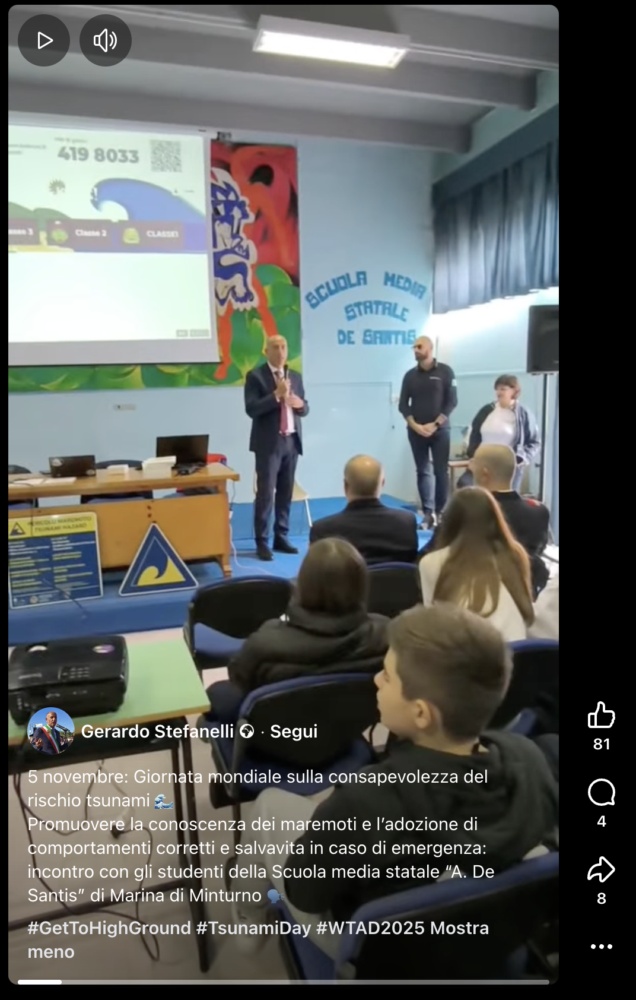 419 8033
Classe 2
CLASSE1
SCUOLA MEDIA
STATALE
DE SANTIS
PERICOLO MAREMOTO
TSUNAMI HAZARD
Gerardo Stefanelli · Segui
5 novembre: Giornata mondiale sulla consapevolezza del
rischio tsunami 🌊
Promuovere la conoscenza dei maremoti e l’adozione di
comportamenti corretti e salvavita in caso di emergenza:
incontro con gli studenti della Scuola media statale “A. De
Santis” di Marina di Minturno 🗣️
#GetToHighGround #TsunamiDay #WTAD2025 Mostra
meno
81
4
8